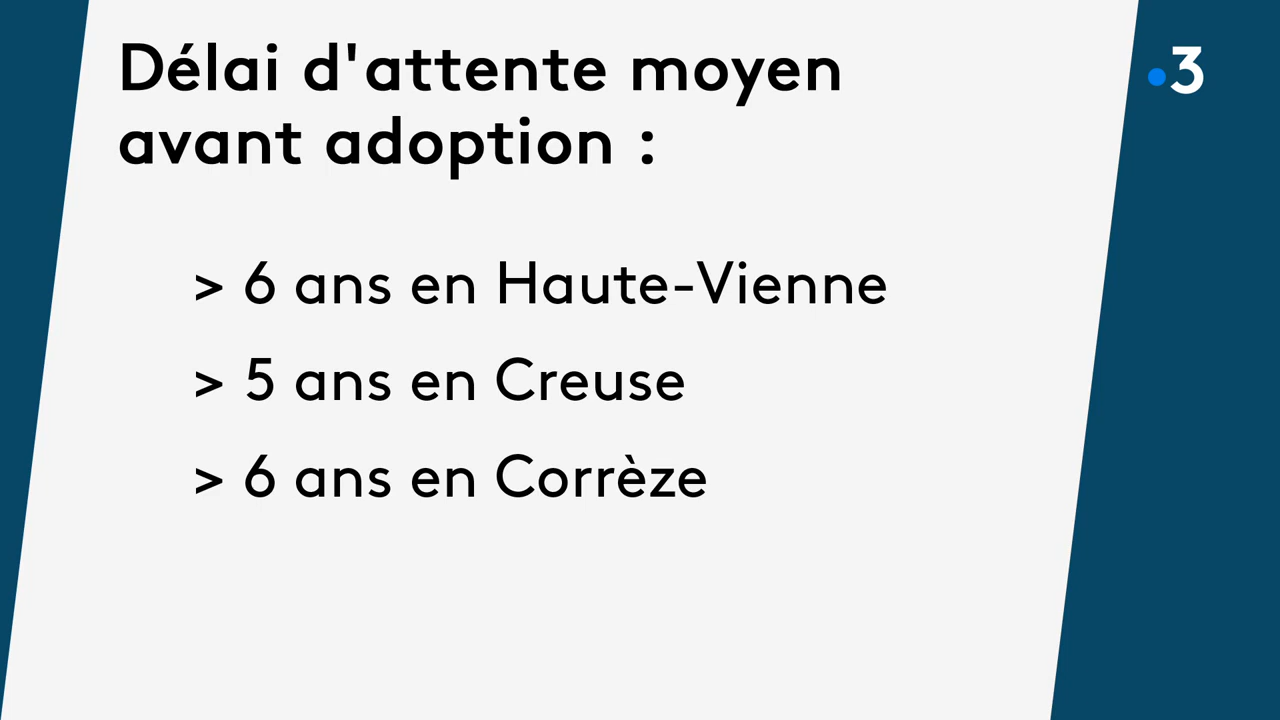 Délai d'attente moyen
avant adoption :
3
> 6 ans en Haute-Vienne
> 5 ans en Creuse
> 6 ans en Corrèze